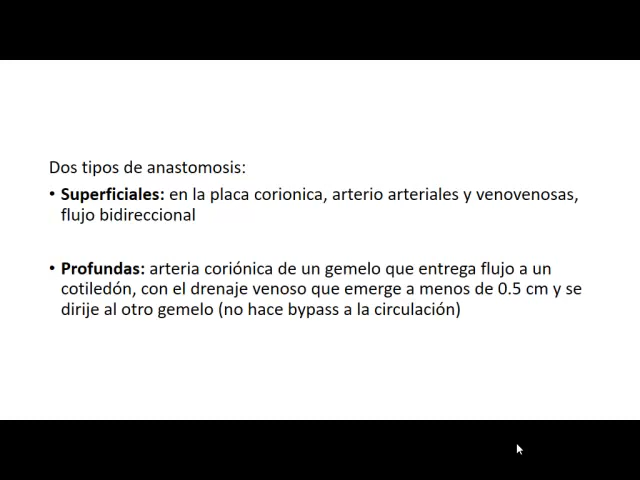 Dos tipos de anastomosis:
• Superficiales: en la placa corionica, arterio arteriales y venovenosas,
flujo bidireccional
• Profundas: arteria coriónica de un gemelo que entrega flujo a un
cotiledón, con el drenaje venoso que emerge a menos de 0.5 cm y se
dirije al otro gemelo (no hace bypass a la circulación)